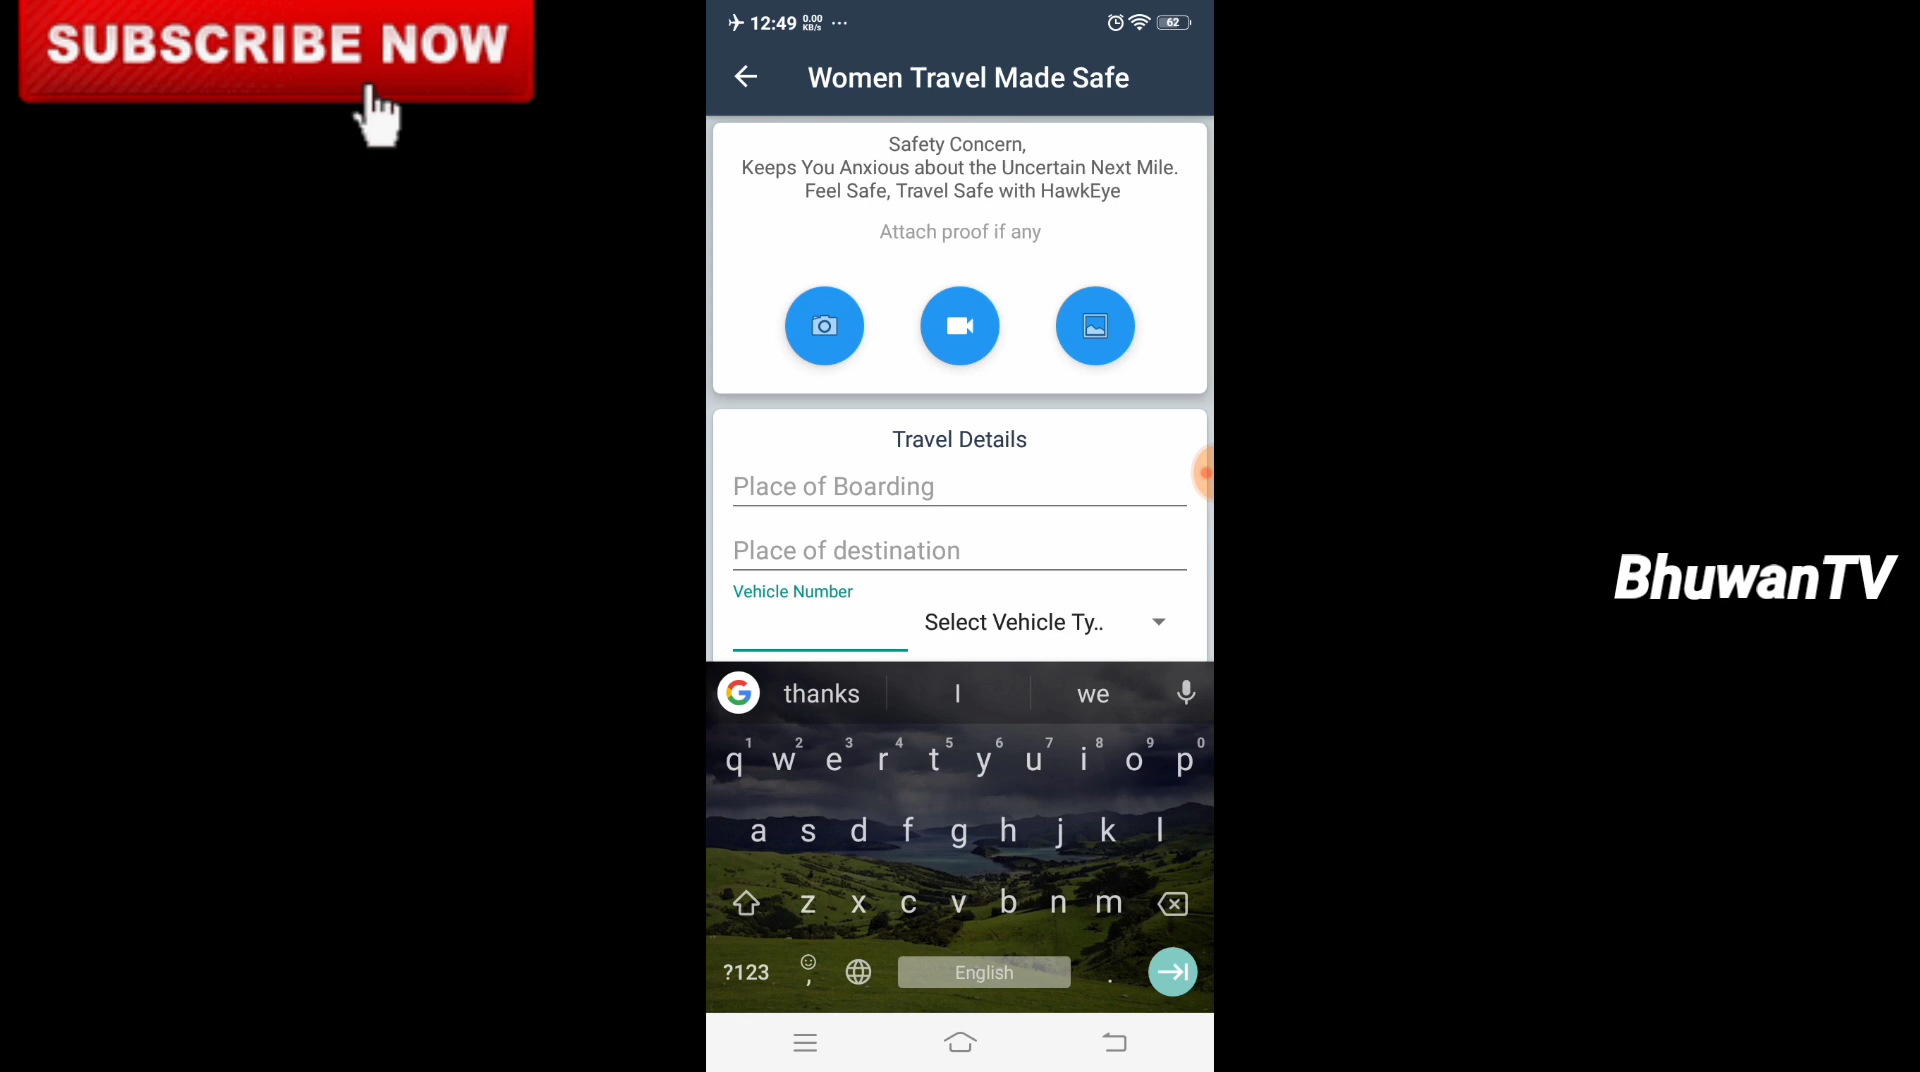 SUBSCRIBE NOW
12:49 0.00 KB/s ...
62
Women Travel Made Safe
Safety Concern,
Keeps You Anxious about the Uncertain Next Mile.
Feel Safe, Travel Safe with HawkEye
Attach proof if any
Travel Details
Place of Boarding
Place of destination
Vehicle Number
Select Vehicle Ty..
BhuwanTV
G thanks I we
1 2 3 4 5 6 7 8 9 0
q w e r t y u i o p
a s d f g h j k l
z x c v b n m
?123 , English .